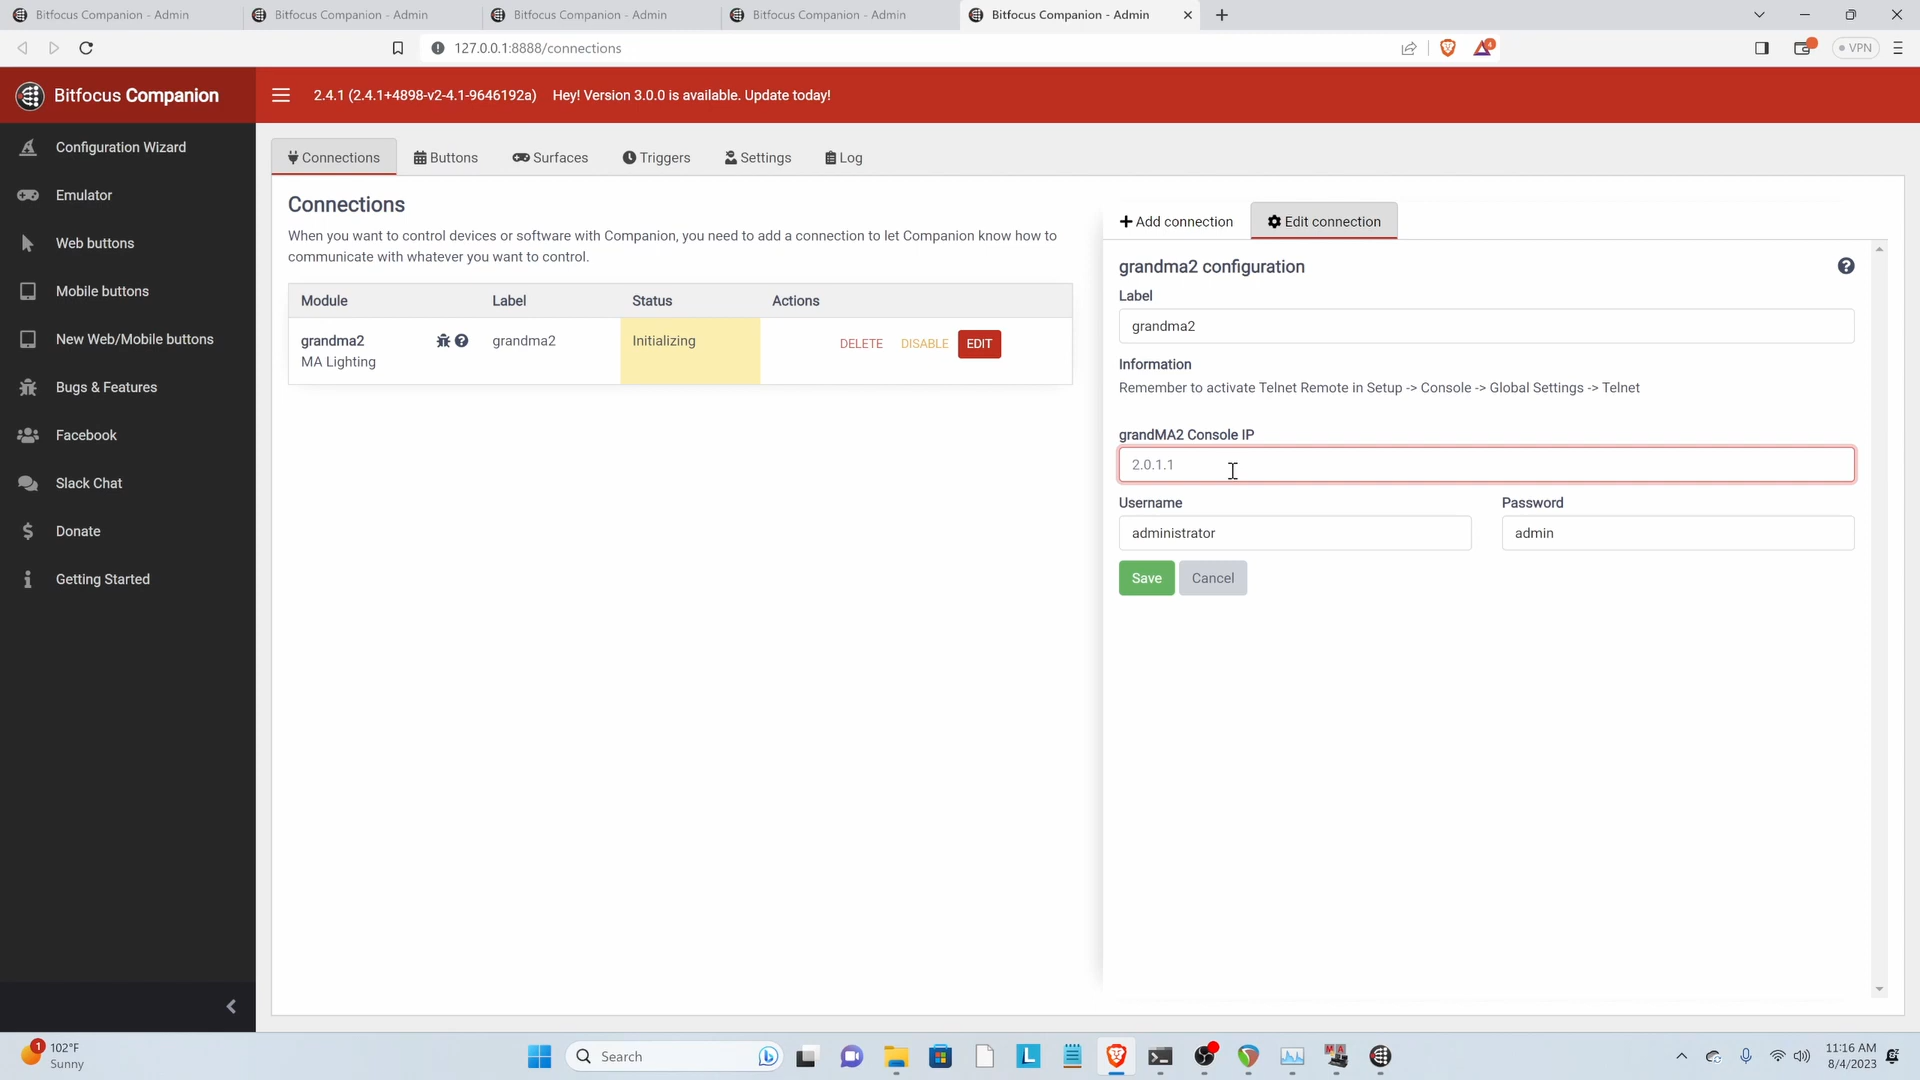 Bitfocus Companion - Admin
Bitfocus Companion - Admin
Bitfocus Companion - Admin
Bitfocus Companion - Admin
Bitfocus Companion - Admin
127.0.0.1:8888/connections
4
VPN
Bitfocus Companion
2.4.1 (2.4.1+4898-v2-4.1-9646192a) Hey! Version 3.0.0 is available. Update today!
Configuration Wizard
Emulator
Web buttons
Mobile buttons
New Web/Mobile buttons
Bugs & Features
Facebook
Slack Chat
Donate
Getting Started
Connections
Buttons
Surfaces
Triggers
Settings
Log
Connections
When you want to control devices or software with Companion, you need to add a connection to let Companion know how to
communicate with whatever you want to control.
Module Label Status Actions
grandma2 grandma2 Initializing DELETE DISABLE EDIT
MA Lighting
Add connection
Edit connection
grandma2 configuration
Label
grandma2
Information
Remember to activate Telnet Remote in Setup -> Console -> Global Settings -> Telnet
grandMA2 Console IP
2.0.1.1
Username Password
administrator admin
Save Cancel
1
102°F
Sunny
Search
L
MA
11:16 AM
8/4/2023